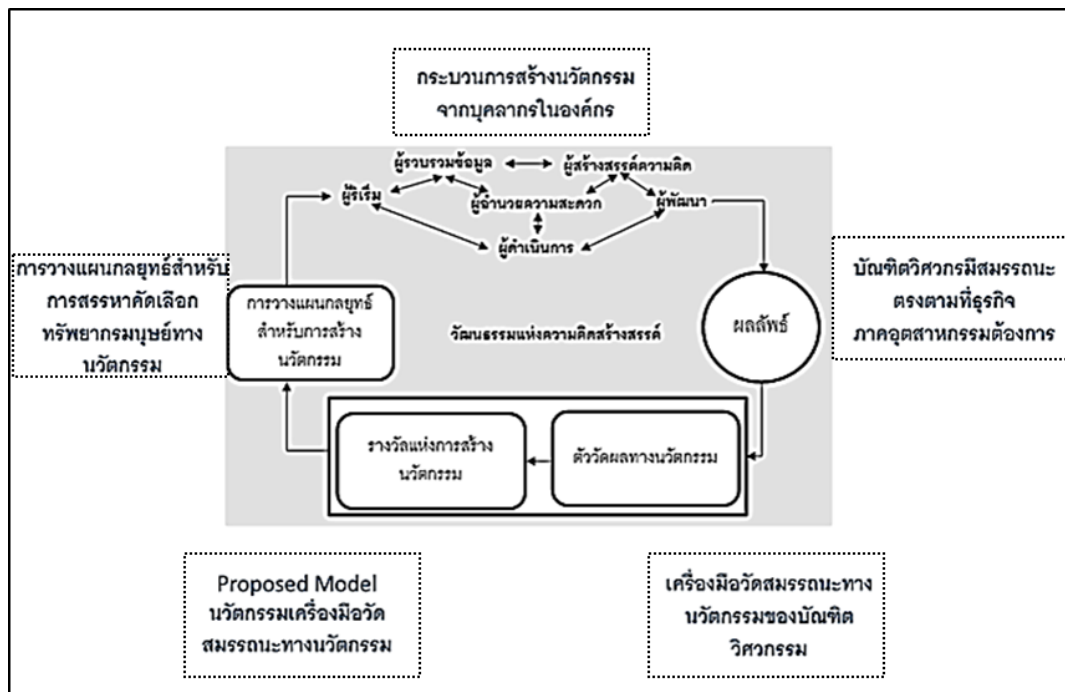 กระบวนการสร้างนวัตกรรม
จากบุคลากรในองค์กร
ผู้รวบรวมข้อมูล
ผู้สร้างสรรค์ความคิด
ผู้ริเริ่ม
ผู้อำนวยความสะดวก
ผู้พัฒนา
ผู้ดำเนินการ
การวางแผนกลยุทธ์สำหรับ
การสรรหาคัดเลือก
ทรัพยากรมนุษย์ทาง
นวัตกรรม
การวางแผนกลยุทธ์
สำหรับการสร้าง
นวัตกรรม
วัฒนธรรมแห่งความคิดสร้างสรรค์
ผลลัพธ์
บัณฑิตวิศวกรมีสมรรถนะ
ตรงตามที่ธุรกิจ
ภาคอุตสาหกรรมต้องการ
รางวัลแห่งการสร้าง
นวัตกรรม
ตัววัดผลทางนวัตกรรม
Proposed Model
นวัตกรรมเครื่องมือวัด
สมรรถนะทางนวัตกรรม
เครื่องมือวัดสมรรถนะทาง
นวัตกรรมของบัณฑิต
วิศวกรรม